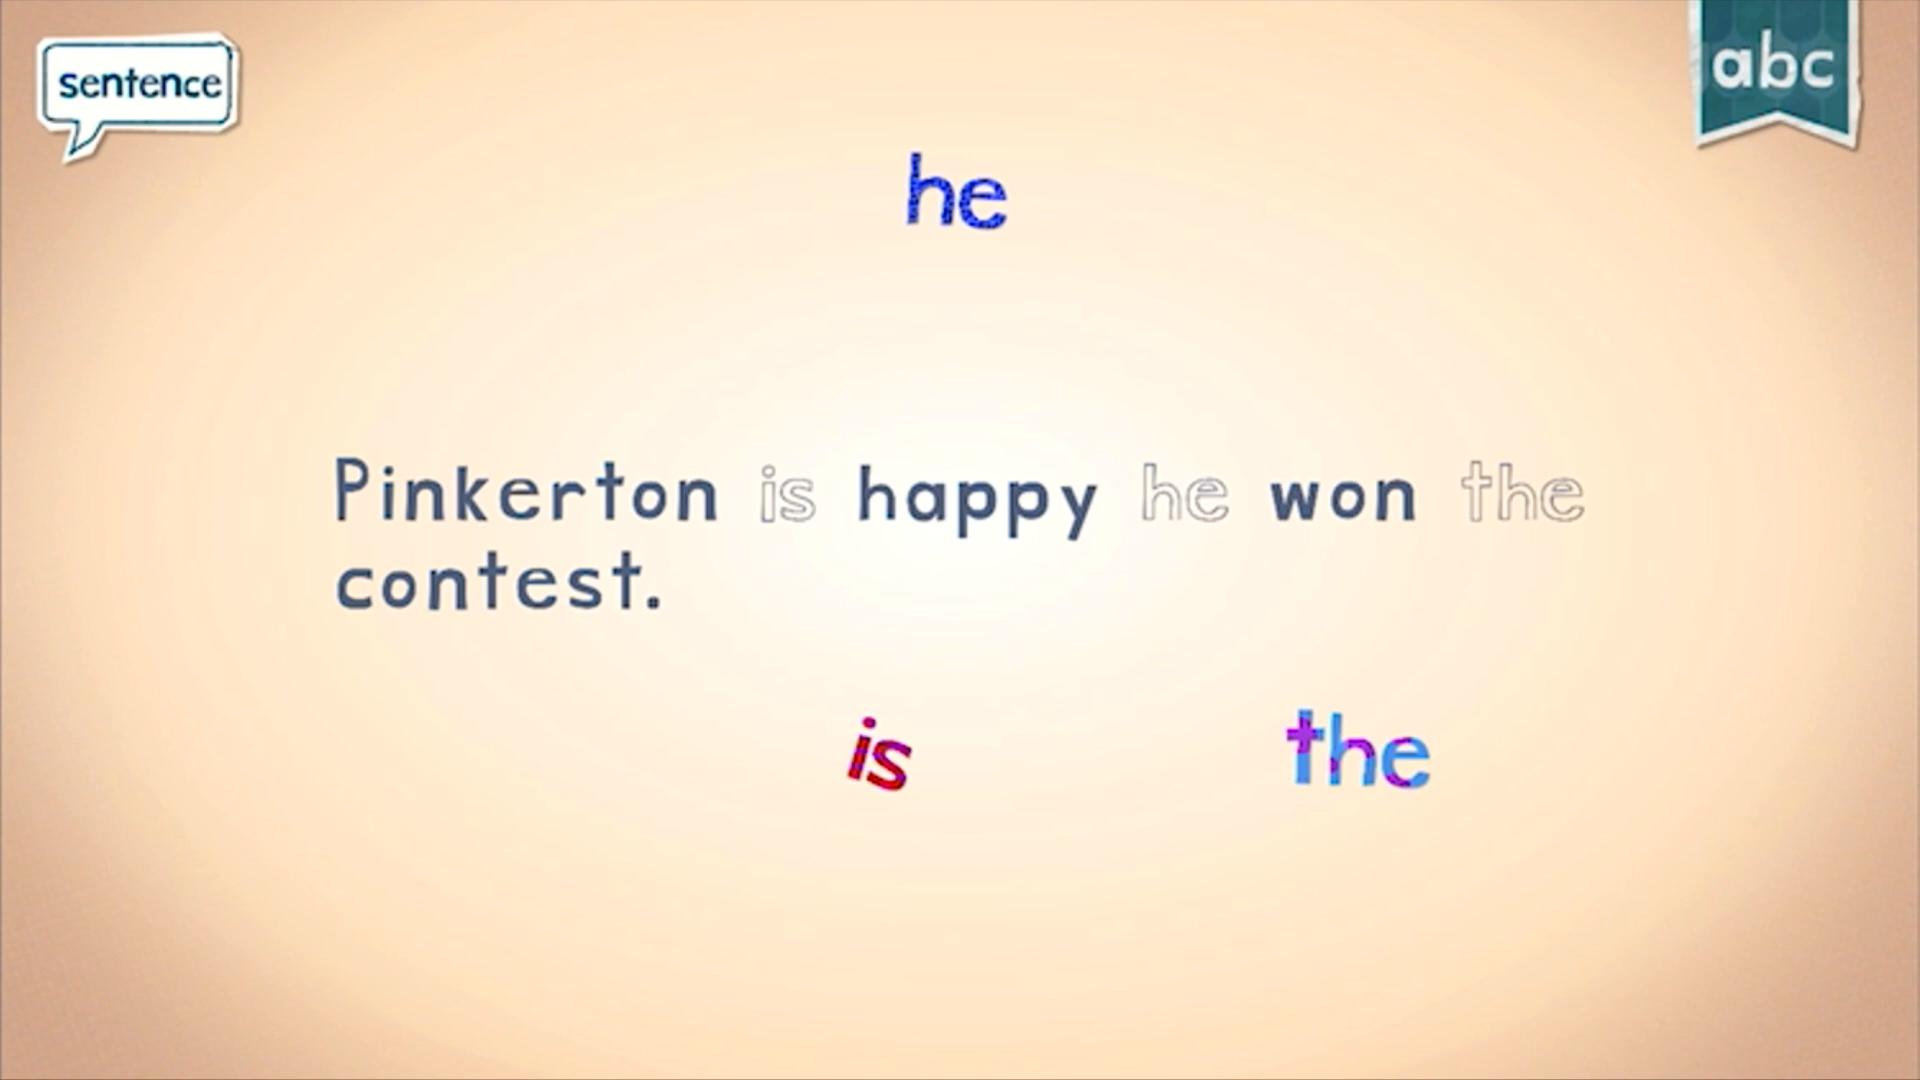 sentence
abc
he
Pinkerton is happy he won the
contest.
is
the